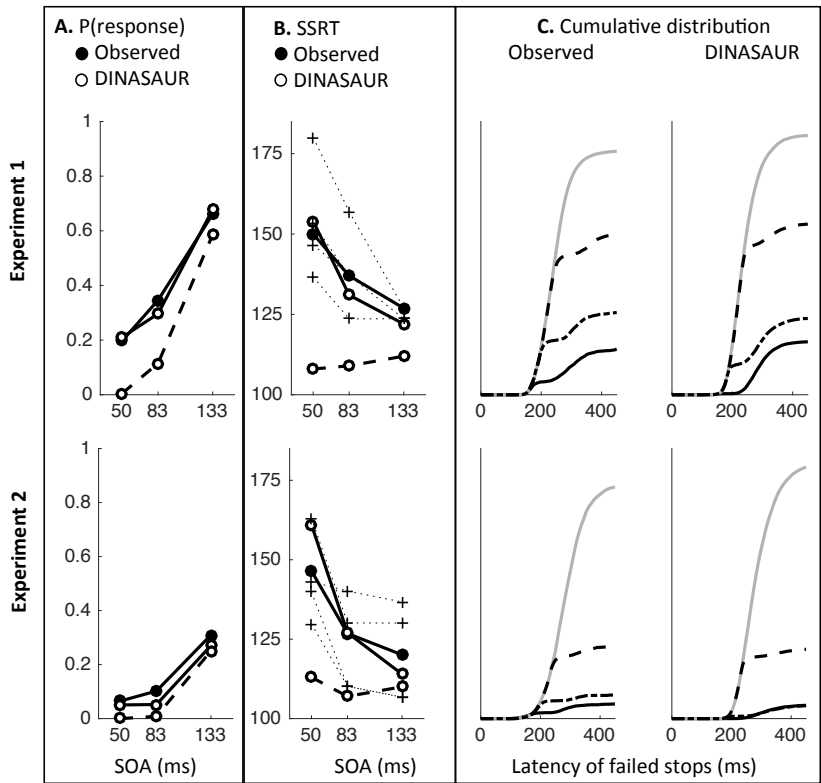 A. P(response)
Observed
DINASAUR
B. SSRT
Observed
DINASAUR
C. Cumulative distribution
Observed
DINASAUR
Experiment 1
1
0.8
0.6
0.4
0.2
0
50 83 133
175
150
125
100
50 83 133
0 200 400
0 200 400
Experiment 2
1
0.8
0.6
0.4
0.2
0
50 83 133
SOA (ms)
175
150
125
100
50 83 133
SOA (ms)
0 200 400
0 200 400
Latency of failed stops (ms)